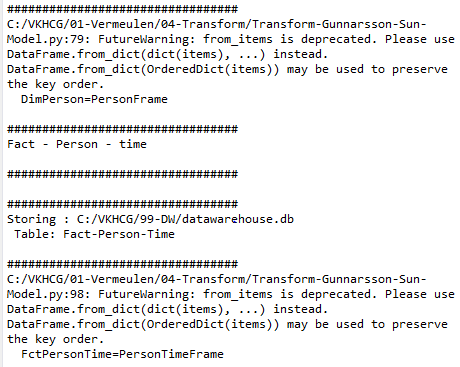 #################################
C:/VKHCG/01-Vermeulen/04-Transform/Transform-Gunnarsson-Sun-
Model.py:79: FutureWarning: from_items is deprecated. Please use
DataFrame.from_dict(dict(items), ...) instead.
DataFrame.from_dict(OrderedDict(items)) may be used to preserve
the key order.
  DimPerson=PersonFrame

#################################
Fact - Person - time

#################################

#################################
Storing : C:/VKHCG/99-DW/datawarehouse.db
 Table: Fact-Person-Time

#################################
C:/VKHCG/01-Vermeulen/04-Transform/Transform-Gunnarsson-Sun-
Model.py:98: FutureWarning: from_items is deprecated. Please use
DataFrame.from_dict(dict(items), ...) instead.
DataFrame.from_dict(OrderedDict(items)) may be used to preserve
the key order.
  FctPersonTime=PersonTimeFrame